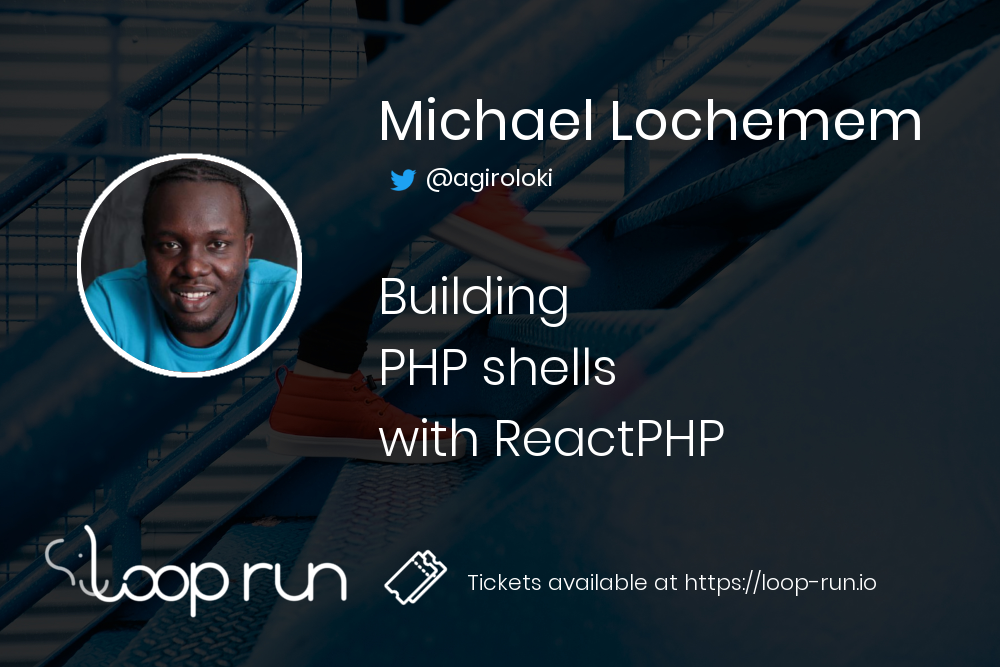 Michael Lochemem
@agiroloki
Building
PHP shells
with ReactPHP
loop run
Tickets available at https://loop-run.io